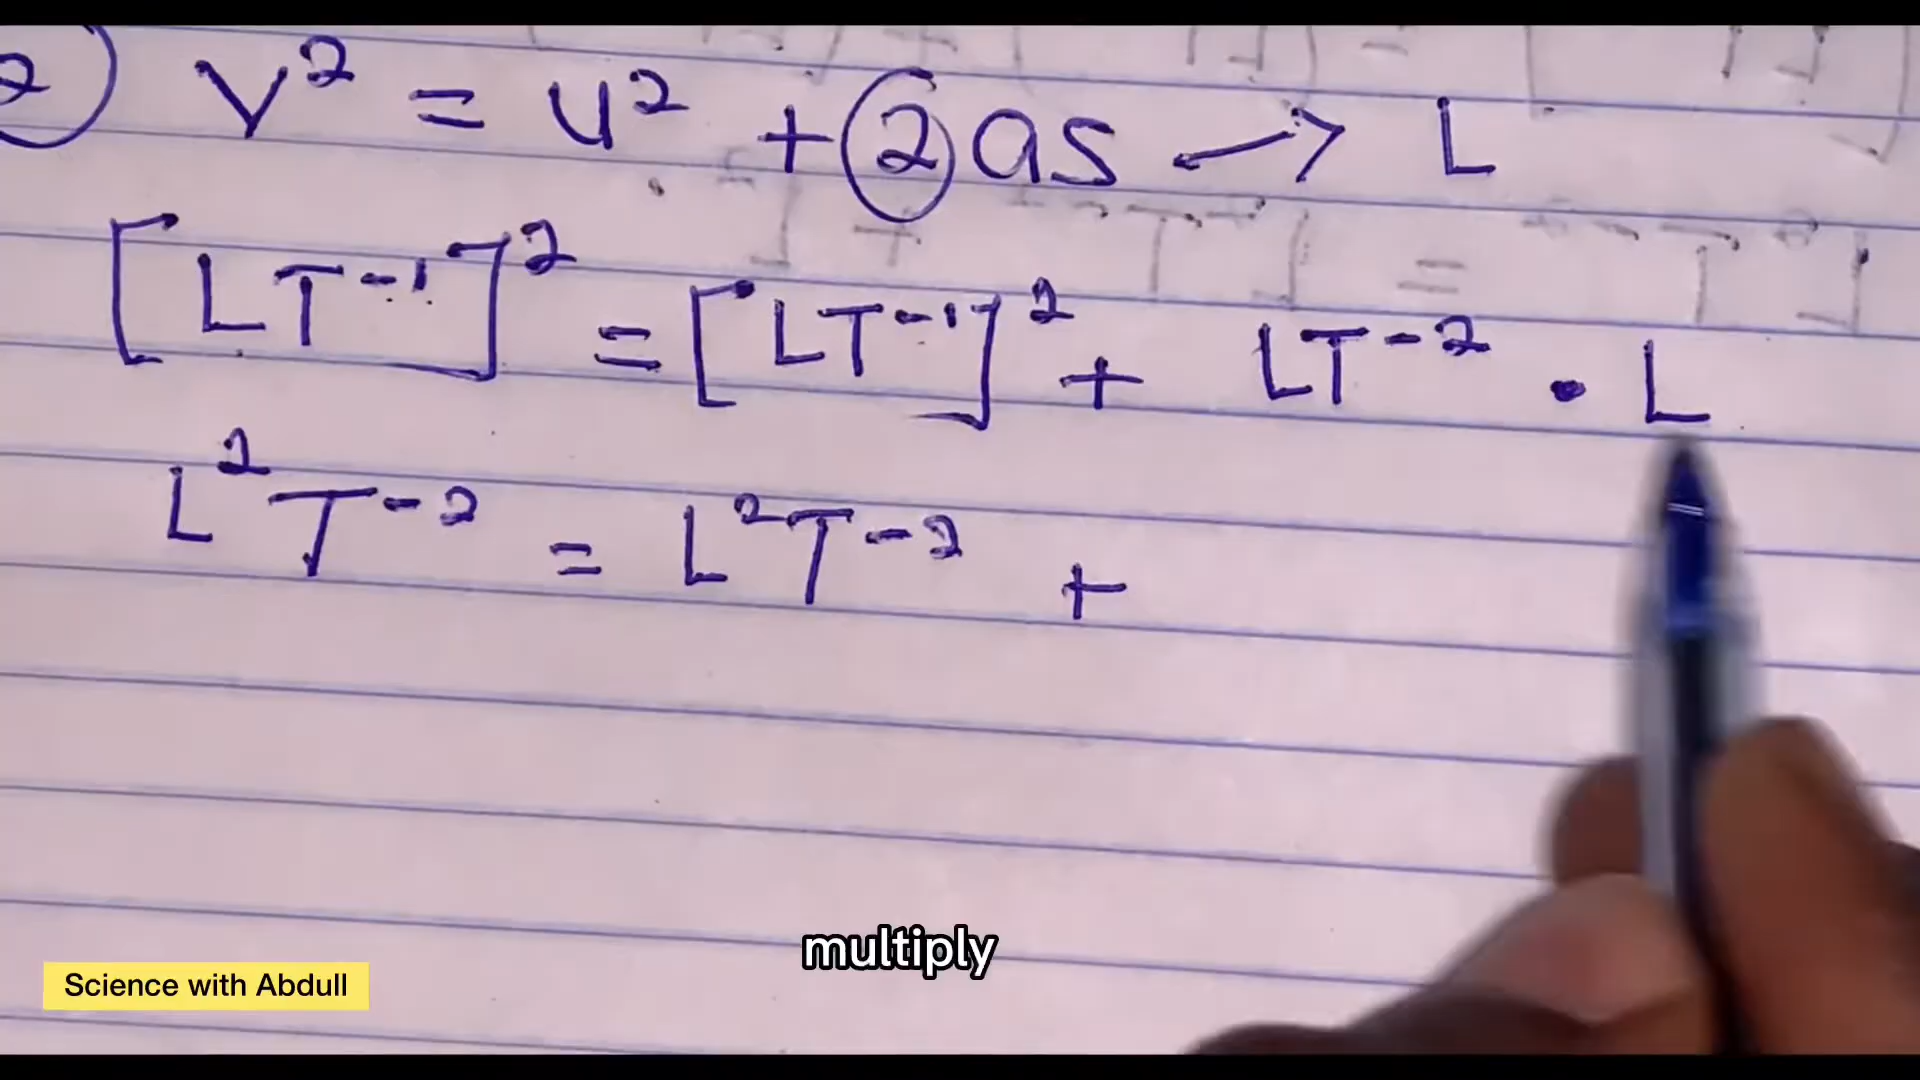 2) V² = u² + 2as → L
[LT⁻¹]² = [LT⁻¹]² + LT⁻² • L
L²T⁻² = L²T⁻² +
multiply
Science with Abdull